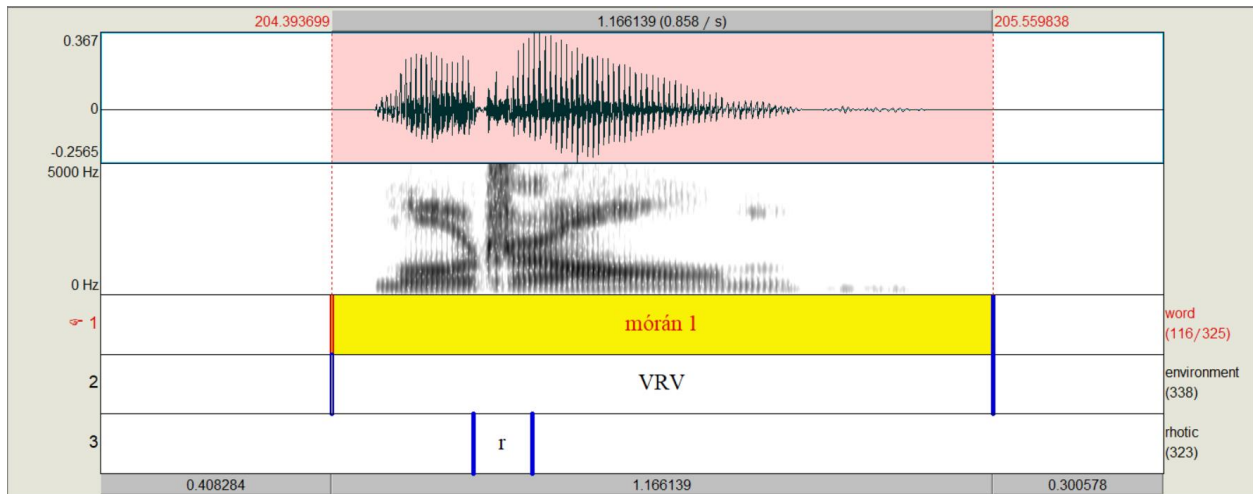 204.393699 1.166139 (0.858 / s) 205.559838
0.367
0
-0.2565
5000 Hz
0 Hz
☞ 1 mórán 1 word
(116/325)
2 VRV environment
(338)
3 r rhotic
(323)
0.408284 1.166139 0.300578